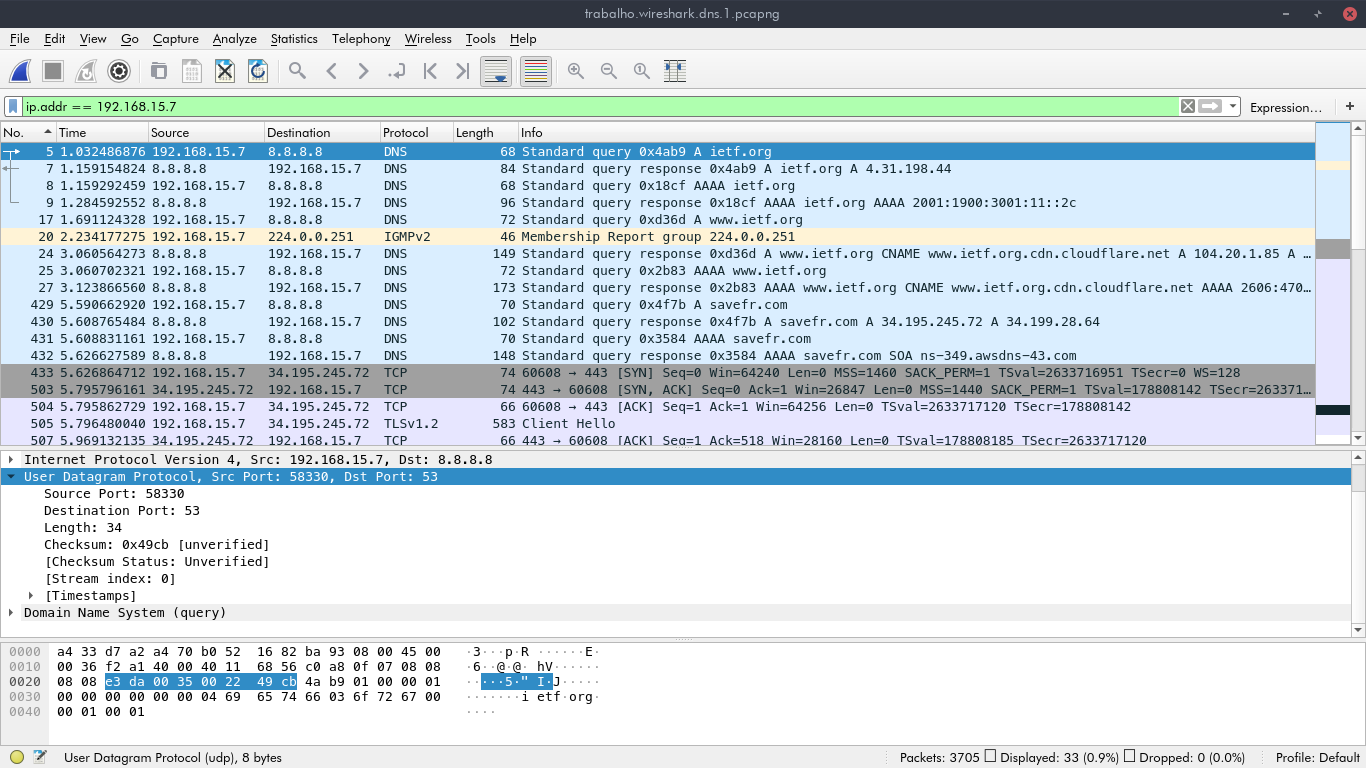 trabalho.wireshark.dns.1.pcapng
File Edit View Go Capture Analyze Statistics Telephony Wireless Tools Help
ip.addr == 192.168.15.7 Expression… +
No. Time Source Destination Protocol Length Info
5 1.032486876 192.168.15.7 8.8.8.8 DNS 68 Standard query 0x4ab9 A ietf.org
7 1.159154824 8.8.8.8 192.168.15.7 DNS 84 Standard query response 0x4ab9 A ietf.org A 4.31.198.44
8 1.159292459 192.168.15.7 8.8.8.8 DNS 68 Standard query 0x18cf AAAA ietf.org
9 1.284592552 8.8.8.8 192.168.15.7 DNS 96 Standard query response 0x18cf AAAA ietf.org AAAA 2001:1900:3001:11::2c
17 1.691124328 192.168.15.7 8.8.8.8 DNS 72 Standard query 0xd36d A www.ietf.org
20 2.234177275 192.168.15.7 224.0.0.251 IGMPv2 46 Membership Report group 224.0.0.251
24 3.060564273 8.8.8.8 192.168.15.7 DNS 149 Standard query response 0xd36d A www.ietf.org CNAME www.ietf.org.cdn.cloudflare.net A 104.20.1.85 A …
25 3.060702321 192.168.15.7 8.8.8.8 DNS 72 Standard query 0x2b83 AAAA www.ietf.org
27 3.123866560 8.8.8.8 192.168.15.7 DNS 173 Standard query response 0x2b83 AAAA www.ietf.org CNAME www.ietf.org.cdn.cloudflare.net AAAA 2606:470…
429 5.590662920 192.168.15.7 8.8.8.8 DNS 70 Standard query 0x4f7b A savefr.com
430 5.608765484 8.8.8.8 192.168.15.7 DNS 102 Standard query response 0x4f7b A savefr.com A 34.195.245.72 A 34.199.28.64
431 5.608831161 192.168.15.7 8.8.8.8 DNS 70 Standard query 0x3584 AAAA savefr.com
432 5.626627589 8.8.8.8 192.168.15.7 DNS 148 Standard query response 0x3584 AAAA savefr.com SOA ns-349.awsdns-43.com
433 5.626864712 192.168.15.7 34.195.245.72 TCP 74 60608 → 443 [SYN] Seq=0 Win=64240 Len=0 MSS=1460 SACK_PERM=1 TSval=2633716951 TSecr=0 WS=128
503 5.795796161 34.195.245.72 192.168.15.7 TCP 74 443 → 60608 [SYN, ACK] Seq=0 Ack=1 Win=26847 Len=0 MSS=1440 SACK_PERM=1 TSval=178808142 TSecr=263371…
504 5.795862729 192.168.15.7 34.195.245.72 TCP 66 60608 → 443 [ACK] Seq=1 Ack=1 Win=64256 Len=0 TSval=2633717120 TSecr=178808142
505 5.796480040 192.168.15.7 34.195.245.72 TLSv1.2 583 Client Hello
507 5.969132135 34.195.245.72 192.168.15.7 TCP 66 443 → 60608 [ACK] Seq=1 Ack=518 Win=28160 Len=0 TSval=178808185 TSecr=2633717120
Internet Protocol Version 4, Src: 192.168.15.7, Dst: 8.8.8.8
User Datagram Protocol, Src Port: 58330, Dst Port: 53
Source Port: 58330
Destination Port: 53
Length: 34
Checksum: 0x49cb [unverified]
[Checksum Status: Unverified]
[Stream index: 0]
[Timestamps]
Domain Name System (query)
0000 a4 33 d7 a2 a4 70 b0 52 16 82 ba 93 08 00 45 00 ·3···p·R ······E·
0010 00 36 f2 a1 40 00 40 11 68 56 c0 a8 0f 07 08 08 ·6··@·@· hV······
0020 08 08 e3 da 00 35 00 22 49 cb 4a b9 01 00 00 01 ·····5·" I·J·····
0030 00 00 00 00 00 00 04 69 65 74 66 03 6f 72 67 00 ·······i etf·org·
0040 00 01 00 01 ····
User Datagram Protocol (udp), 8 bytes Packets: 3705 Displayed: 33 (0.9%) Dropped: 0 (0.0%) Profile: Default